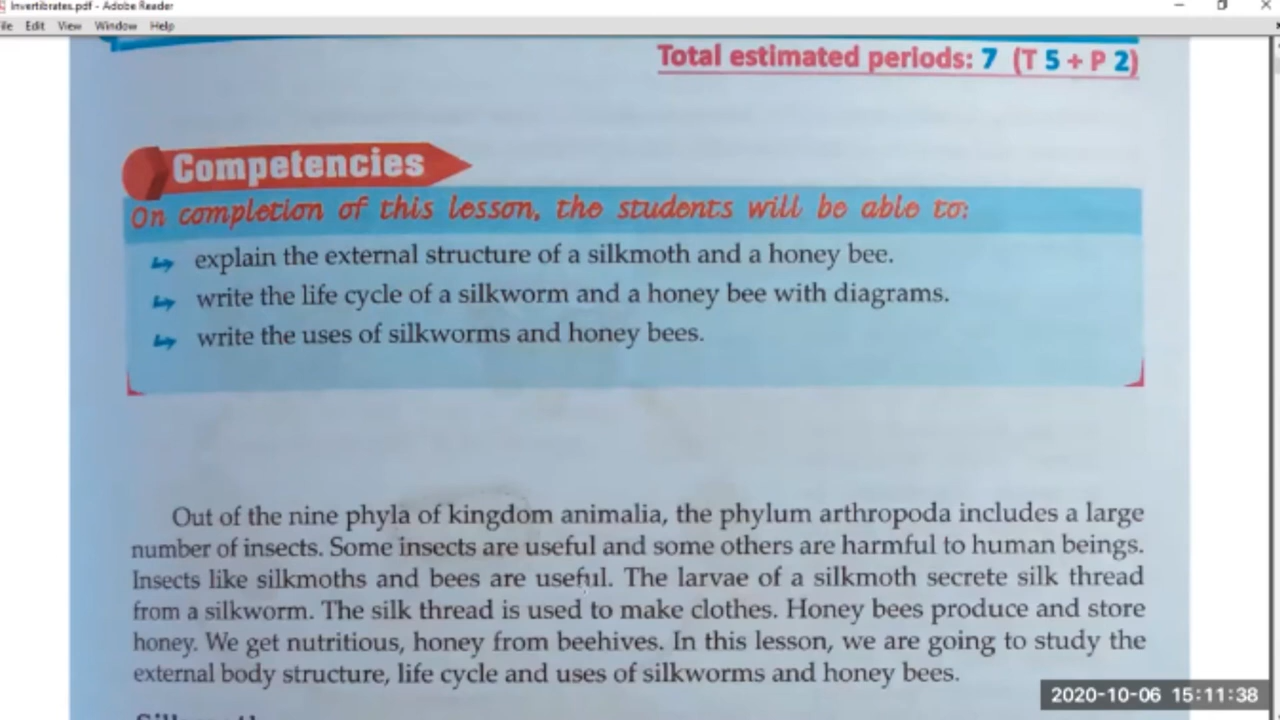 Invertibrates.pdf - Adobe Reader
File Edit View Window Help
Total estimated periods: 7 (T 5 + P 2)
Competencies
On completion of this lesson, the students will be able to:
explain the external structure of a silkmoth and a honey bee.
write the life cycle of a silkworm and a honey bee with diagrams.
write the uses of silkworms and honey bees.
Out of the nine phyla of kingdom animalia, the phylum arthropoda includes a large
number of insects. Some insects are useful and some others are harmful to human beings.
Insects like silkmoths and bees are useful. The larvae of a silkmoth secrete silk thread
from a silkworm. The silk thread is used to make clothes. Honey bees produce and store
honey. We get nutritious, honey from beehives. In this lesson, we are going to study the
external body structure, life cycle and uses of silkworms and honey bees.
2020-10-06 15:11:38